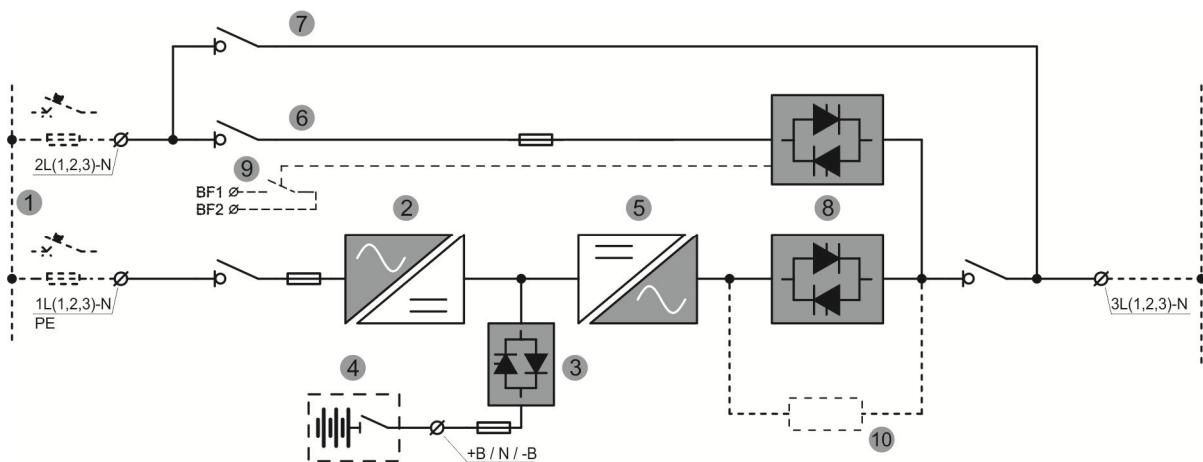 7
6
2L(1,2,3)-N
9
BF1
BF2
1
2
5
8
1L(1,2,3)-N
PE
3L(1,2,3)-N
4
3
10
+B / N / -B